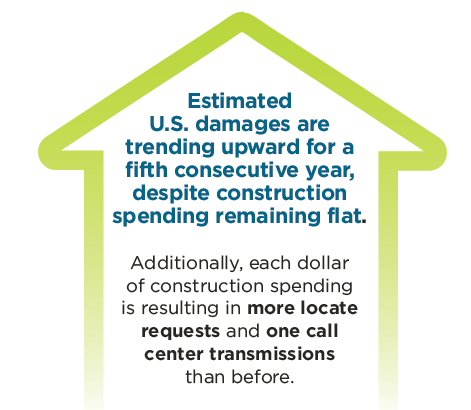 Estimated
U.S. damages are
trending upward for a
fifth consecutive year,
despite construction
spending remaining flat.
Additionally, each dollar
of construction spending
is resulting in more locate
requests and one call
center transmissions
than before.